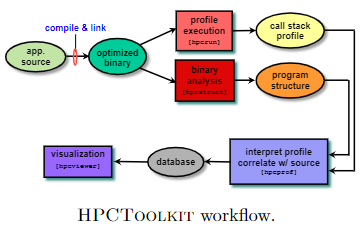 compile & link
app.
source
optimized
binary
profile
execution
[hpcrun]
call stack
profile
binary
analysis
[hpcstruct]
program
structure
interpret profile
correlate w/ source
[hpcprof]
database
visualization
[hpcviewer]
HPCTOOLKIT workflow.